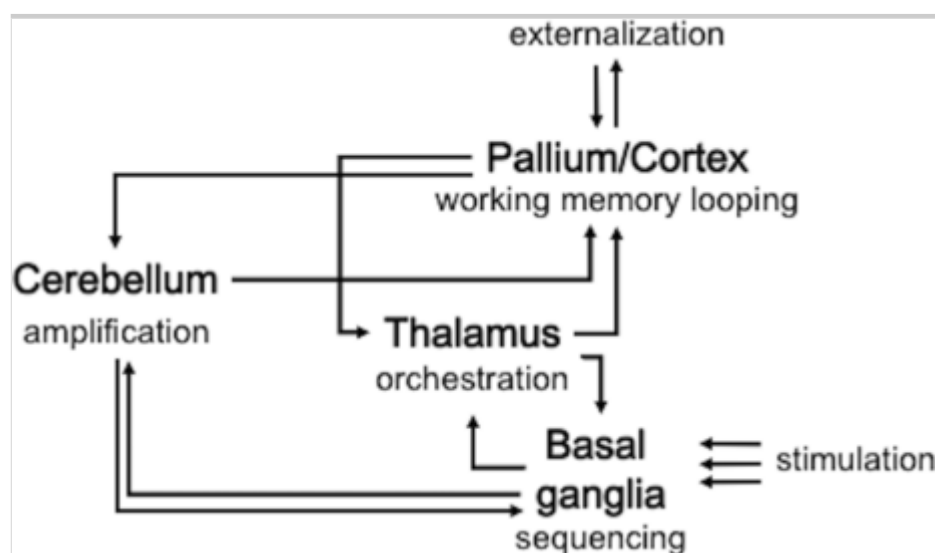 externalization
Pallium/Cortex
working memory looping
Cerebellum
amplification
Thalamus
orchestration
Basal
ganglia
sequencing
stimulation